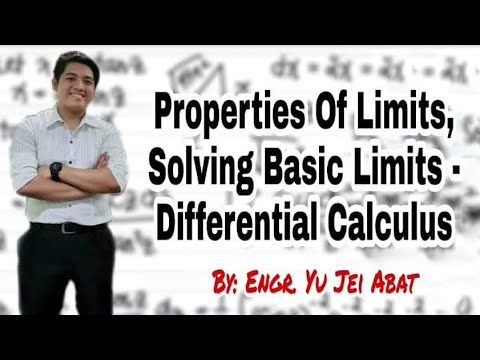 Properties Of Limits,
Solving Basic Limits -
Differential Calculus
By: Engr. Yu Jei Abat